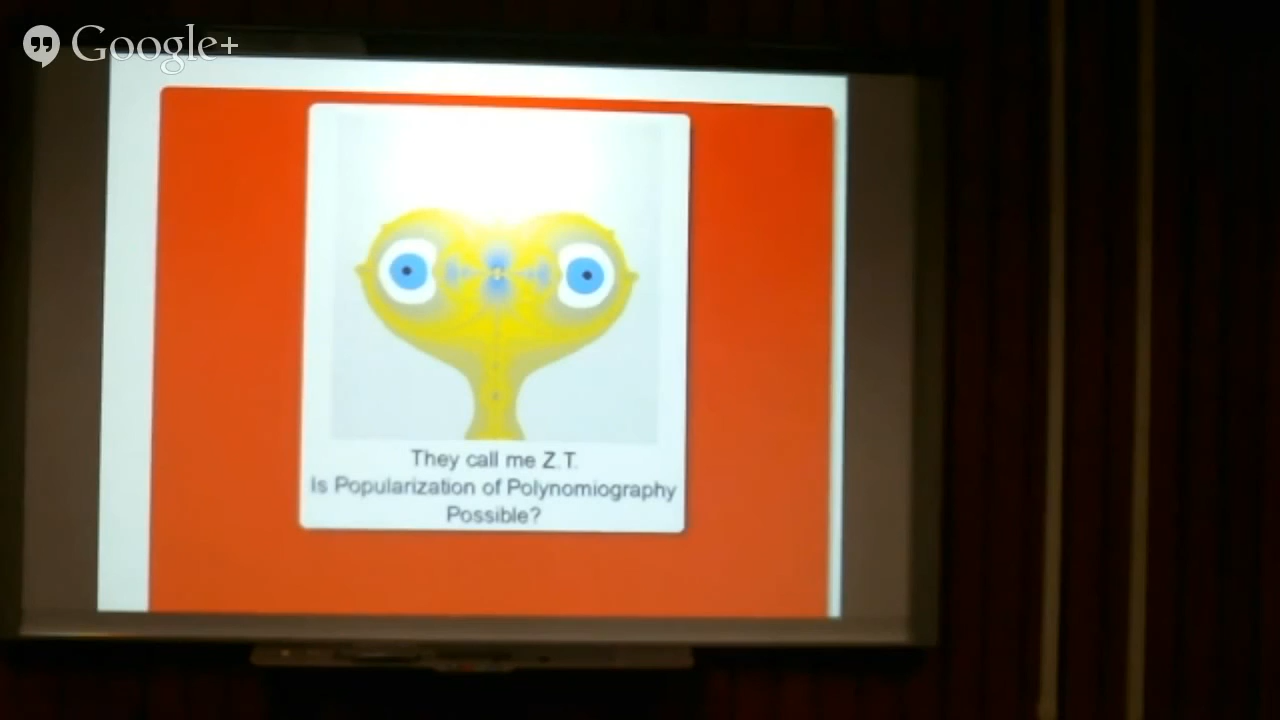 Google+
They call me Z.T.
Is Popularization of Polynomiography
Possible?